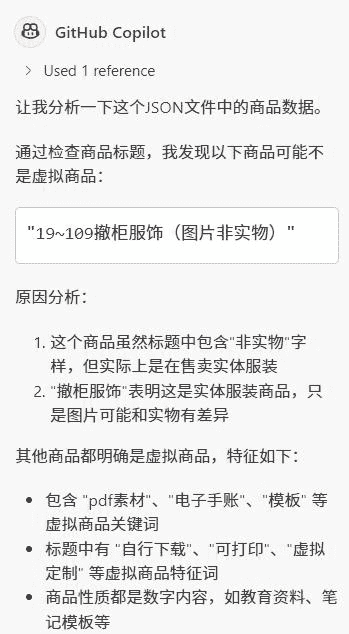 GitHub Copilot
> Used 1 reference
让我分析一下这个JSON文件中的商品数据。
通过检查商品标题，我发现以下商品可能不
是虚拟商品：
"19~109撤柜服饰（图片非实物）"
原因分析：
1. 这个商品虽然标题中包含"非实物"字
样，但实际上是在售卖实体服装
2. "撤柜服饰"表明这是实体服装商品，只
是图片可能和实物有差异
其他商品都明确是虚拟商品，特征如下：
• 包含 "pdf素材"、"电子手账"、"模板" 等
虚拟商品关键词
• 标题中有 "自行下载"、"可打印"、"虚拟
定制" 等虚拟商品特征词
• 商品性质都是数字内容，如教育资料、笔
记模板等